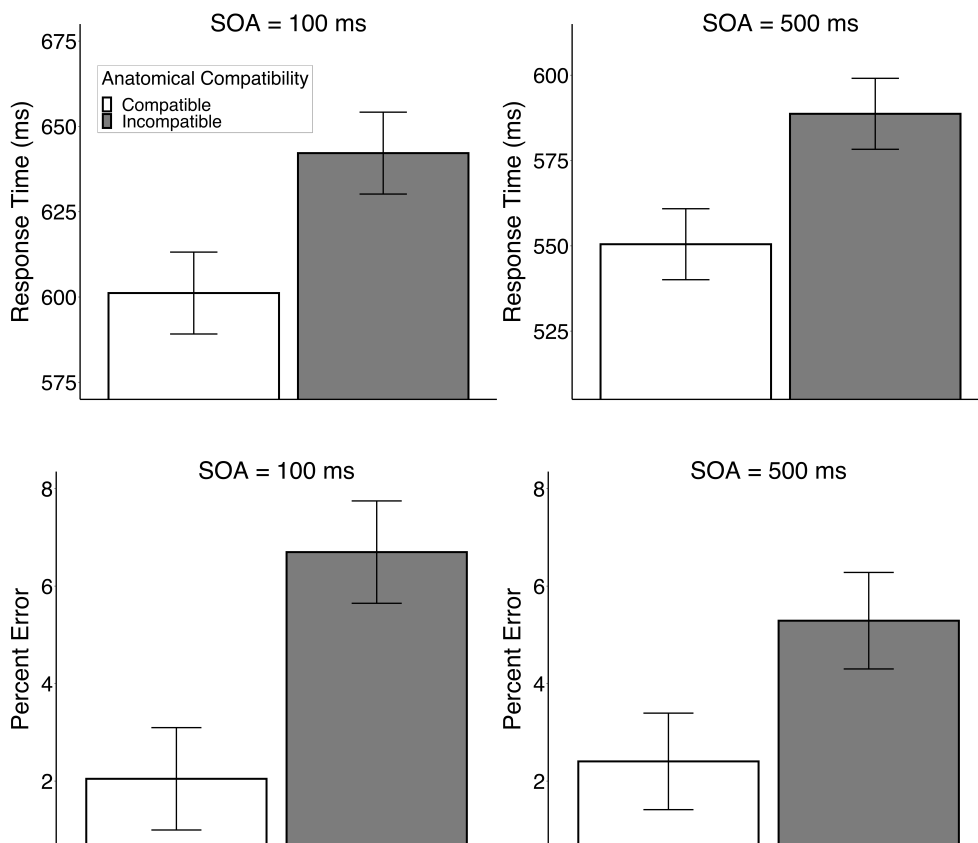 SOA = 100 ms
Response Time (ms)
675
650
625
600
575
Anatomical Compatibility
Compatible
Incompatible
SOA = 500 ms
Response Time (ms)
600
575
550
525
SOA = 100 ms
Percent Error
8
6
4
2
SOA = 500 ms
Percent Error
8
6
4
2